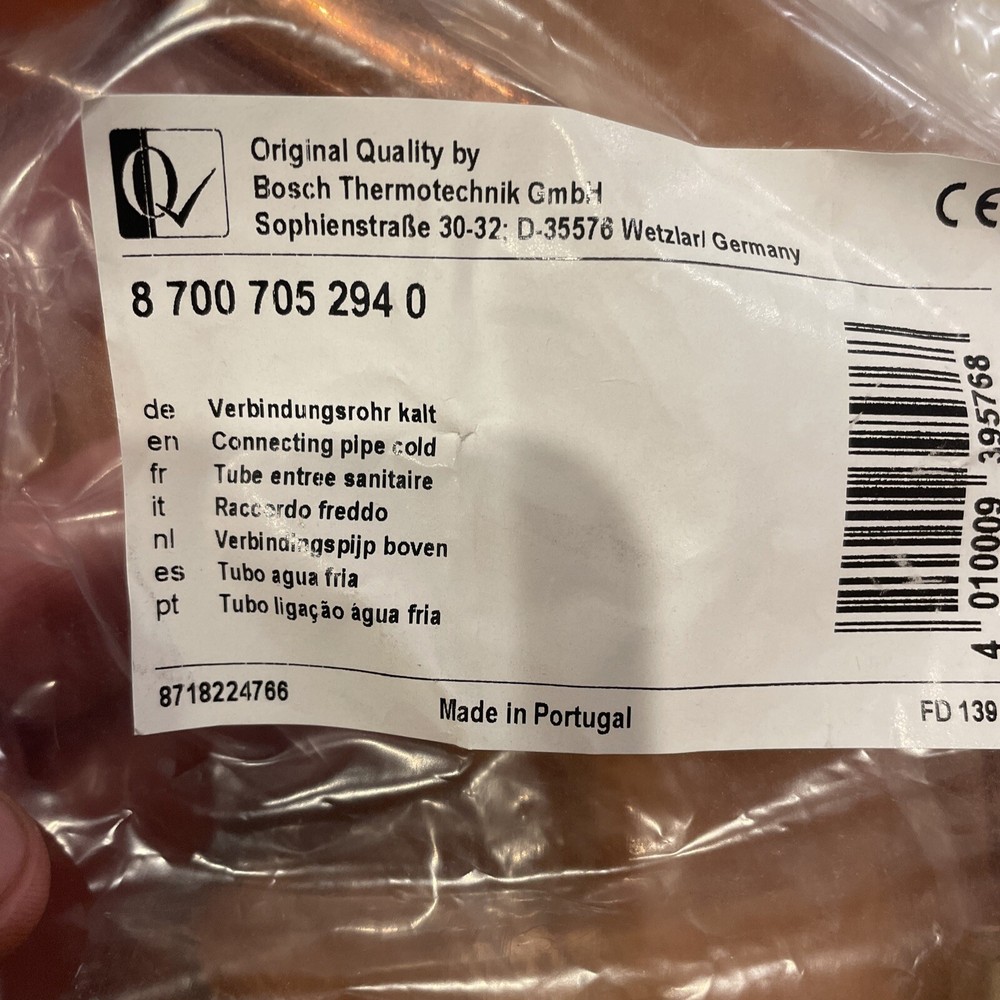 Q
Original Quality by
Bosch Thermotechnik GmbH
Sophienstraße 30-32; D-35576 Wetzlar/ Germany
CE
8 700 705 294 0
de Verbindungsrohr kalt
en Connecting pipe cold
fr Tube entree sanitaire
it Raccordo freddo
nl Verbindingspijp boven
es Tubo agua fria
pt Tubo ligação água fria
4 010009 395768
8718224766
Made in Portugal
FD 139